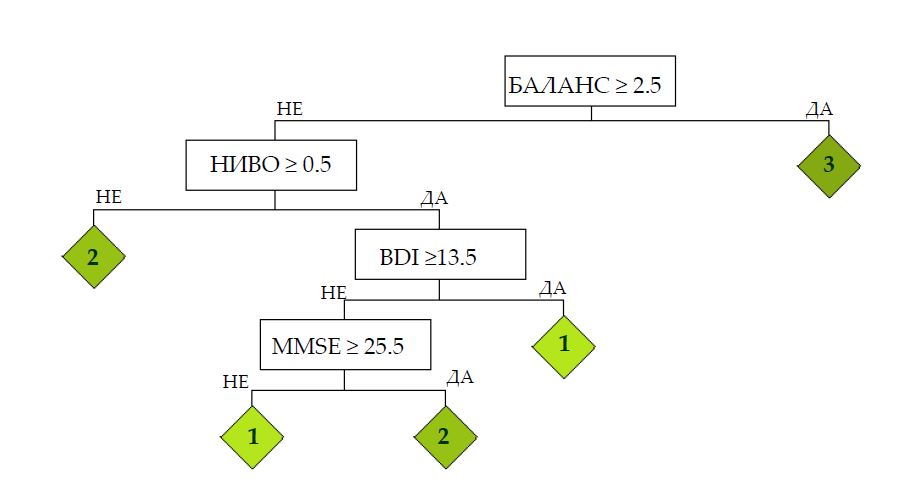 БАЛАНС ≥ 2.5
НЕ
ДА
НИВО ≥ 0.5
3
НЕ
ДА
2
BDI ≥13.5
НЕ
ДА
MMSE ≥ 25.5
1
НЕ
ДА
1
2